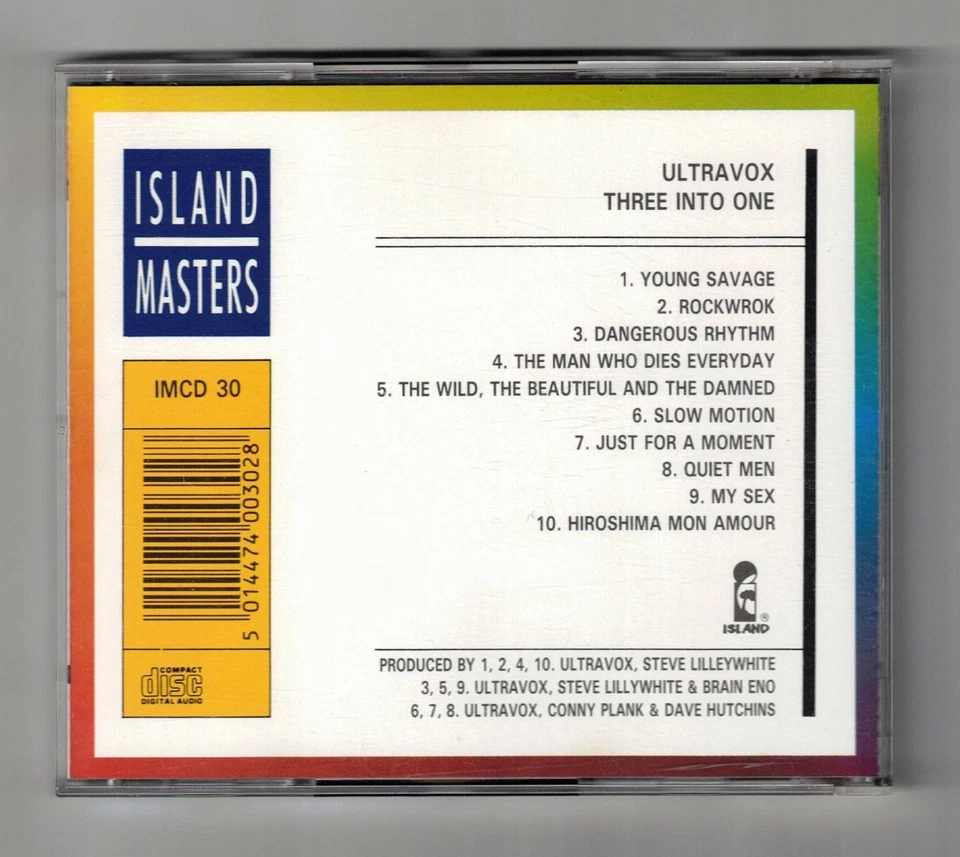 ISLAND
MASTERS
IMCD 30
5 014474 003028
COMPACT
disc
DIGITAL AUDIO
ULTRAVOX
THREE INTO ONE
1. YOUNG SAVAGE
2. ROCKWROK
3. DANGEROUS RHYTHM
4. THE MAN WHO DIES EVERYDAY
5. THE WILD, THE BEAUTIFUL AND THE DAMNED
6. SLOW MOTION
7. JUST FOR A MOMENT
8. QUIET MEN
9. MY SEX
10. HIROSHIMA MON AMOUR
®
ISLAND
PRODUCED BY 1, 2, 4, 10. ULTRAVOX, STEVE LILLEYWHITE
3, 5, 9. ULTRAVOX, STEVE LILLYWHITE & BRAIN ENO
6, 7, 8. ULTRAVOX, CONNY PLANK & DAVE HUTCHINS